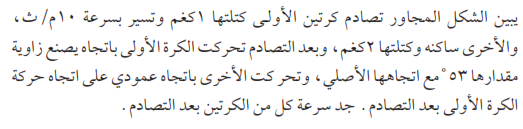 يبين الشكل المجاور تصادم كرتين الأولى كتلتها ١كغم وتسير بسرعة ١٠م/ث ،
والأخرى ساكنه وكتلتها ٢كغم، وبعد التصادم تحركت الكرة الأولى باتجاه يصنع زاوية
مقدارها ٥٣° مع اتجاهها الأصلي، وتحركت الأخرى باتجاه عمودي على اتجاه حركة
الكرة الأولى بعد التصادم . جد سرعة كل من الكرتين بعد التصادم .